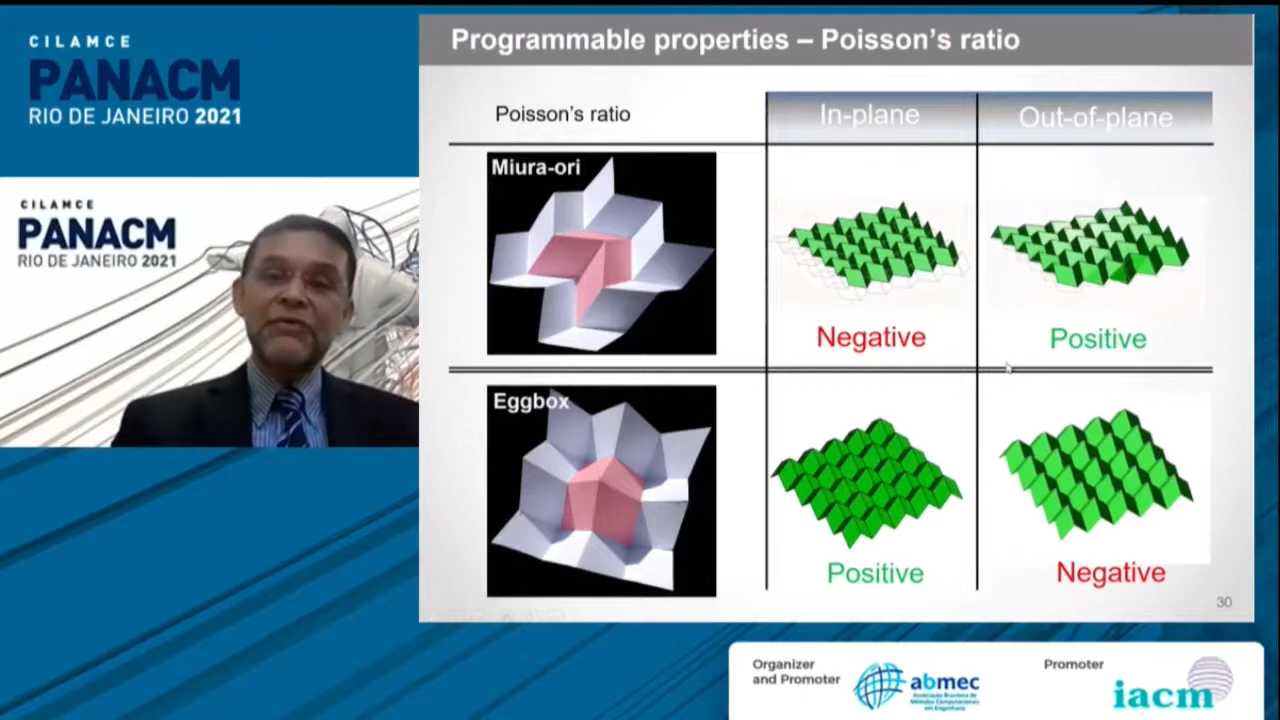 CILAMCE
PANACM
RIO DE JANEIRO 2021
CILAMCE
PANACM
RIO DE JANEIRO 2021
Programmable properties – Poisson's ratio
Poisson's ratio
In-plane
Out-of-plane
Miura-ori
Negative
Positive
Eggbox
Positive
Negative
30
Organizer
and Promoter
abmec
Associação Brasileira de
Métodos Computacionais
em Engenharia
Promoter
iacm